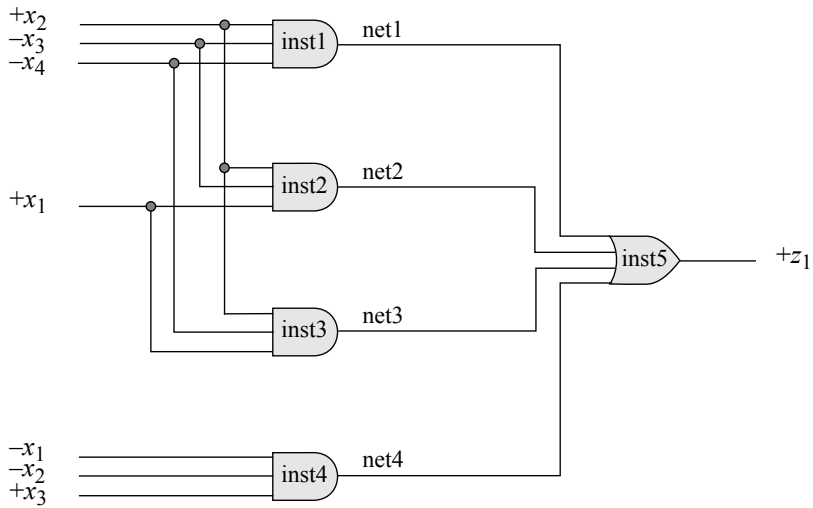 +x₂
–x₃
–x₄
inst1
net1
+x₁
inst2
net2
inst5
+z₁
inst3
net3
–x₁
–x₂
+x₃
inst4
net4